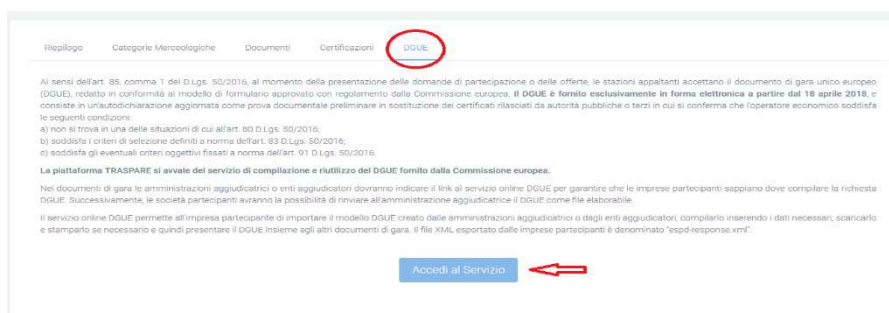 Riepilogo Categorie Merceologiche Documenti Certificazioni DGUE
Ai sensi dell'art. 85, comma 1 del D.Lgs. 50/2016, al momento della presentazione delle domande di partecipazione o delle offerte, le stazioni appaltanti accettano il documento di gara unico europeo
(DGUE), redatto in conformità al modello di formulario approvato con regolamento dalla Commissione europea. Il DGUE è fornito esclusivamente in forma elettronica a partire dal 18 aprile 2018, e
consiste in un'autodichiarazione aggiornata come prova documentale preliminare in sostituzione dei certificati rilasciati da autorità pubbliche o terzi in cui si conferma che l'operatore economico soddisfa
le seguenti condizioni:
a) non si trova in una delle situazioni di cui all'art. 80 D.Lgs. 50/2016;
b) soddisfa i criteri di selezione definiti a norma dell'art. 83 D.Lgs. 50/2016;
c) soddisfa gli eventuali criteri oggettivi fissati a norma dell'art. 91 D.Lgs. 50/2016.
La piattaforma TRASPARE si avvale del servizio di compilazione e riutilizzo del DGUE fornito dalla Commissione europea.
Nei documenti di gara le amministrazioni aggiudicatrici o enti aggiudicatori dovranno indicare il link al servizio online DGUE per garantire che le imprese partecipanti sappiano dove compilare la richiesta
DGUE. Successivamente, le società partecipanti avranno la possibilità di rinviare all'amministrazione aggiudicatrice il DGUE come file elaborabile.
Il servizio online DGUE permette all'impresa partecipante di importare il modello DGUE creato dalle amministrazioni aggiudicatrici o dagli enti aggiudicatori, compilarlo inserendo i dati necessari, scaricarlo
e stamparlo se necessario e quindi presentare il DGUE insieme agli altri documenti di gara. Il file XML esportato dalle imprese partecipanti è denominato "espd-response.xml".
Accedi al Servizio